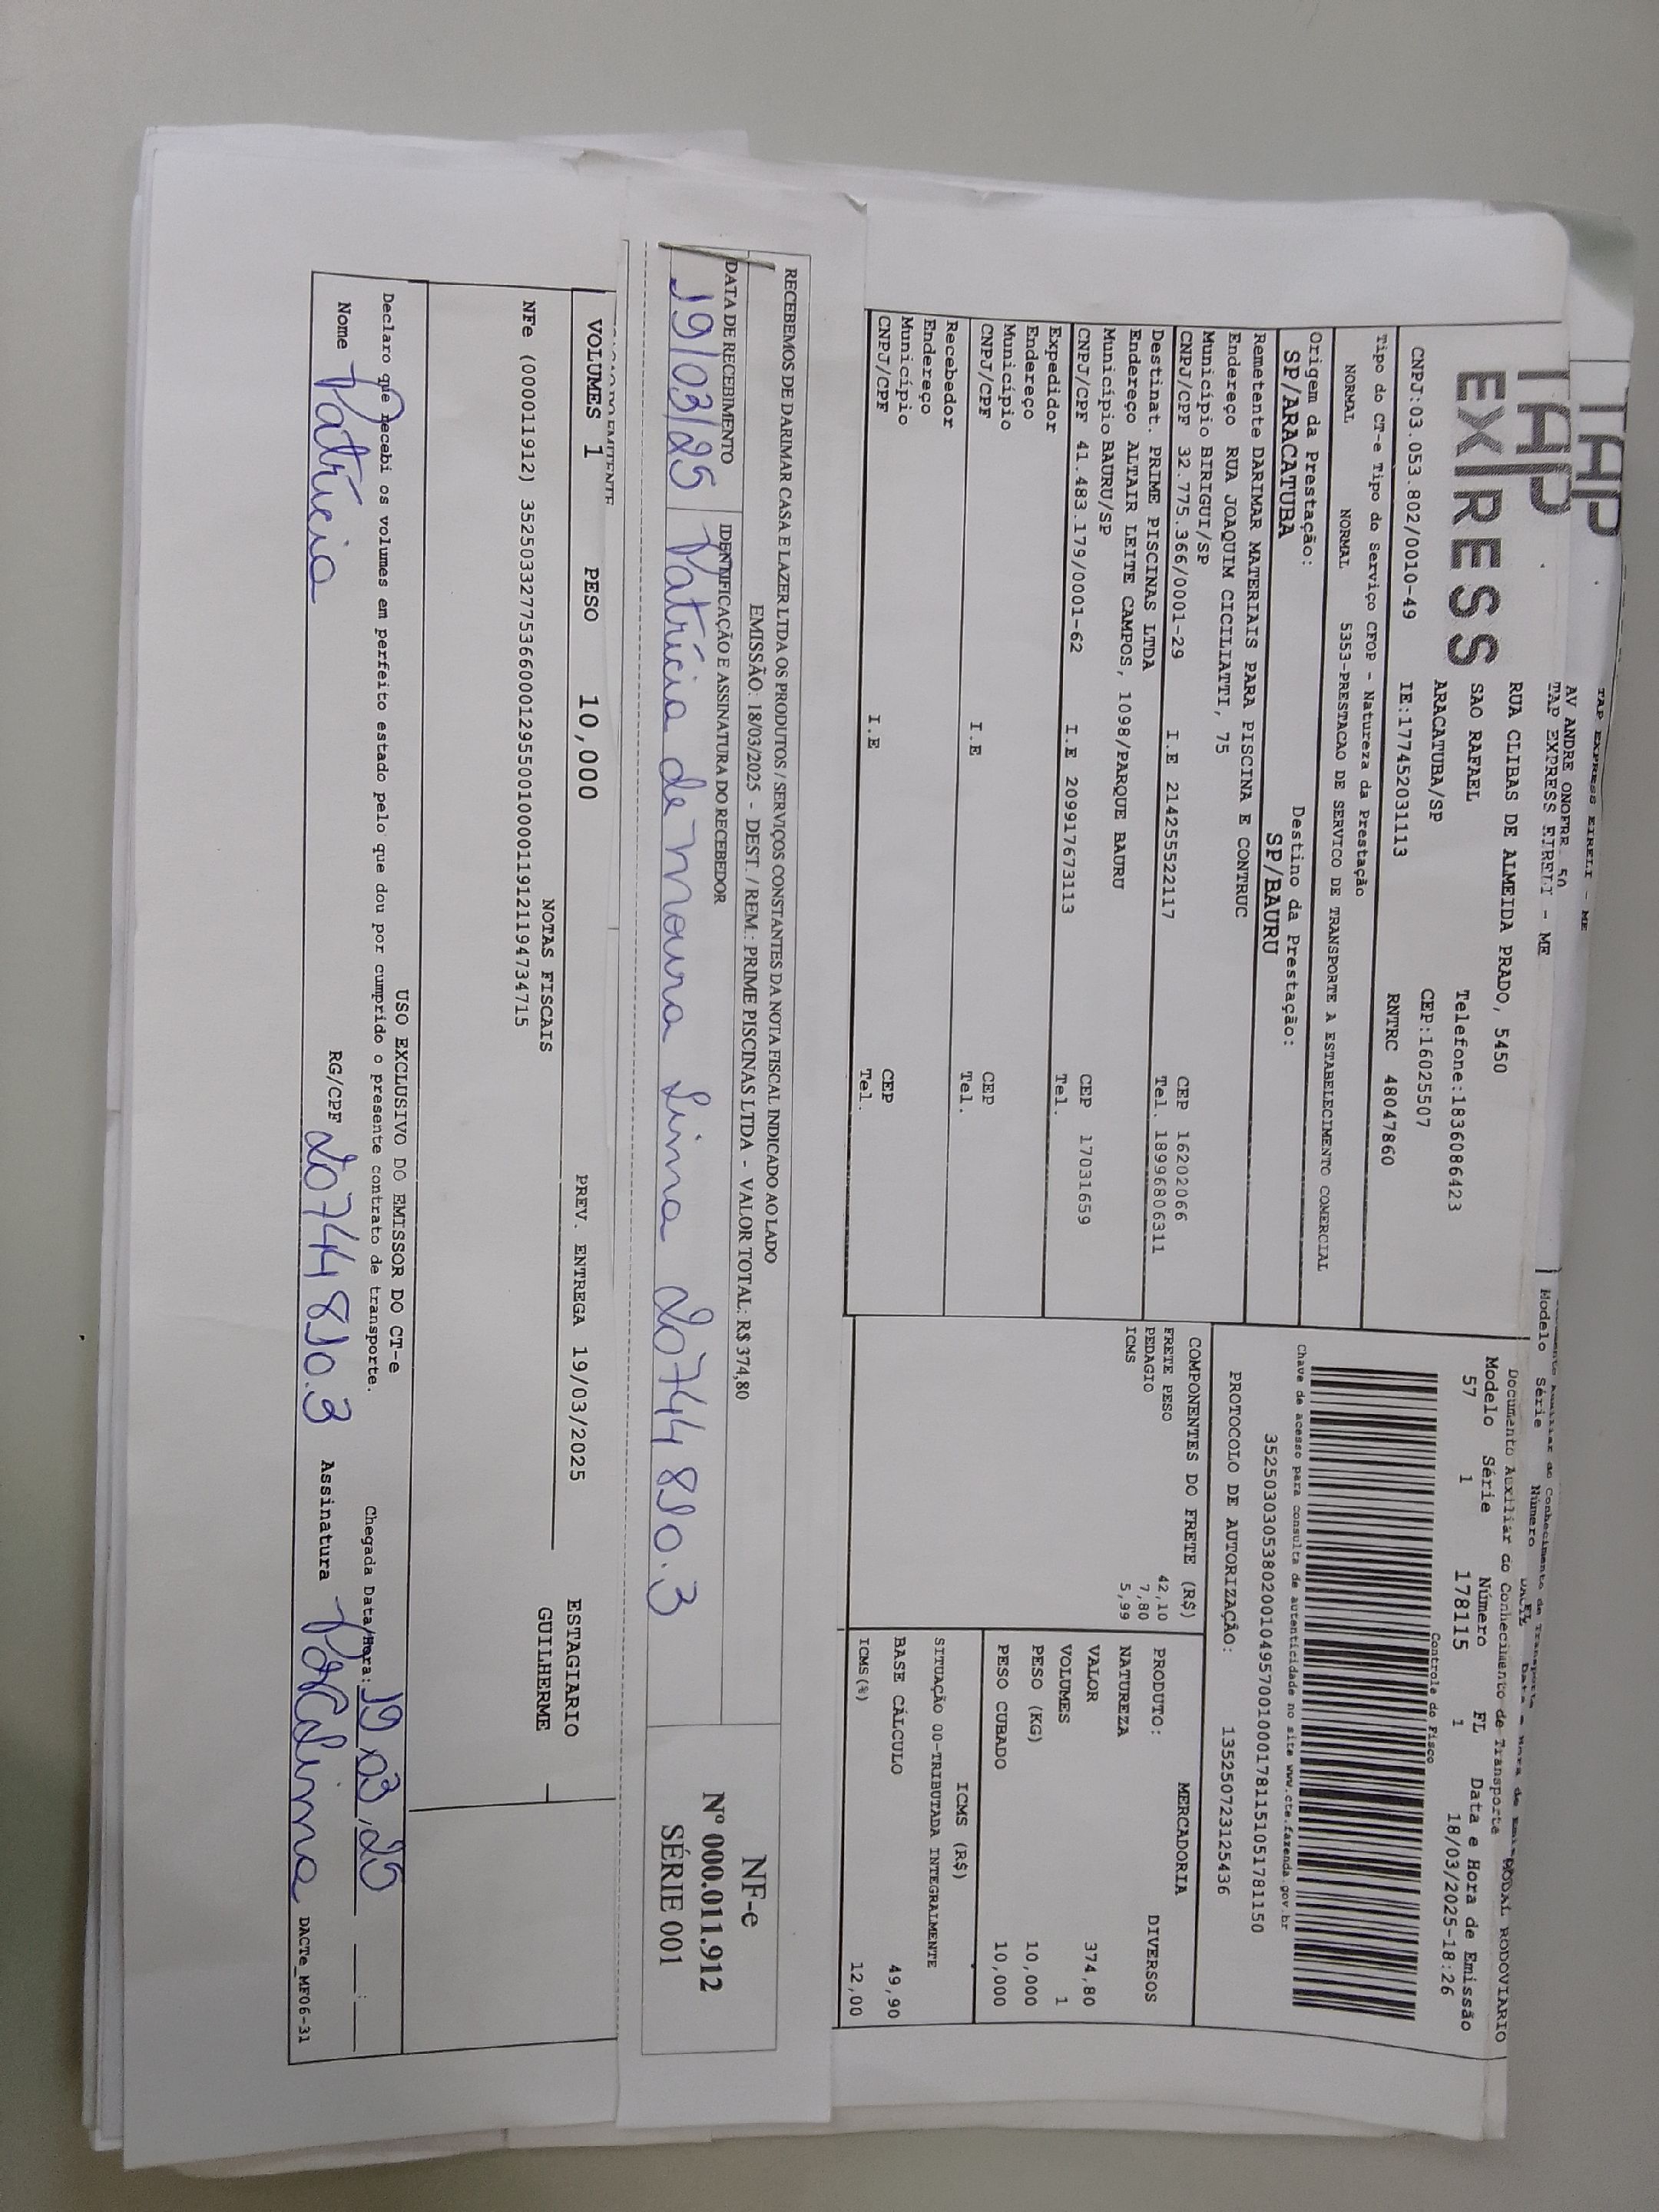 TAP
TAP EXPRESS EIRELI - ME
AV ANDRE ONOFRE 50
Modelo Série Número
TAP
EXPRESS
TAP EXPRESS EIRELI - ME
RUA CLIBAS DE ALMEIDA PRADO, 5450
SAO RAFAEL Telefone:1836086423
ARACATUBA/SP CEP:16025507
CNPJ:03.053.802/0010-49 IE:177452031113 RNTRC 48047860
MODAL RODOVIARIO
Documento Auxiliar do Conhecimento de Transporte
Modelo Série Número FL Data e Hora de Emissão
57 1 178115 1 18/03/2025-18:26
Controle do Fisco
Chave de acesso para consulta de autenticidade no site www.cte.fazenda.gov.br
35250303053802001049570010001781151051781150
PROTOCOLO DE AUTORIZAÇÃO: 135250723125436
Tipo do CT-e Tipo do Serviço CFOP - Natureza da Prestação
NORMAL NORMAL 5353-PRESTACAO DE SERVICO DE TRANSPORTE A ESTABELECIMENTO COMERCIAL
Origem da Prestação: Destino da Prestação:
SP/ARACATUBA SP/BAURU
Remetente DARIMAR MATERIAIS PARA PISCINA E CONTRUC
Endereço RUA JOAQUIM CICILIATTI, 75
Município BIRIGUI/SP CEP 16202066
CNPJ/CPF 32.775.366/0001-29 I.E 214255522117 Tel. 18996806311
Destinat. PRIME PISCINAS LTDA
Endereço ALTAIR LEITE CAMPOS, 1098/PARQUE BAURU
Município BAURU/SP CEP 17031659
CNPJ/CPF 41.483.179/0001-62 I.E 209917673113 Tel.
Expedidor
Endereço
Município CEP
CNPJ/CPF I.E Tel.
Recebedor
Endereço
Município CEP
CNPJ/CPF I.E Tel.
COMPONENTES DO FRETE (R$)
FRETE PESO 42,10
PEDAGIO 7,80
ICMS 5,99
MERCADORIA
PRODUTO: DIVERSOS
NATUREZA
VALOR 374,80
VOLUMES 1
PESO (KG) 10,000
PESO CUBADO 10,000
ICMS (R$)
SITUAÇÃO 00-TRIBUTADA INTEGRALMENTE
BASE CÁLCULO 49,90
ICMS(%) 12,00
RECEBEMOS DE DARIMAR CASA E LAZER LTDA OS PRODUTOS / SERVIÇOS CONSTANTES DA NOTA FISCAL INDICADO AO LADO
EMISSÃO: 18/03/2025 - DEST. / REM.: PRIME PISCINAS LTDA - VALOR TOTAL: R$ 374,80
DATA DE RECEBIMENTO IDENTIFICAÇÃO E ASSINATURA DO RECEBEDOR
19/03/25 Patrícia de Moura Lima 20744890.3
NF-e
Nº 000.011.912
SÉRIE 001
VOLUMES 1 PESO 10,000 PREV. ENTREGA 19/03/2025 ESTAGIARIO
GUILHERME
NOTAS FISCAIS
NFe (000011912) 35250332775366000129550010000119121194734715
USO EXCLUSIVO DO EMISSOR DO CT-e
Declaro que recebi os volumes em perfeito estado pelo que dou por cumprido o presente contrato de transporte. Chegada Data/Hora: 19,03,25 :
Nome Patrícia RG/CPF 20744890.3 Assinatura PdCLima DACTe_MF06-31